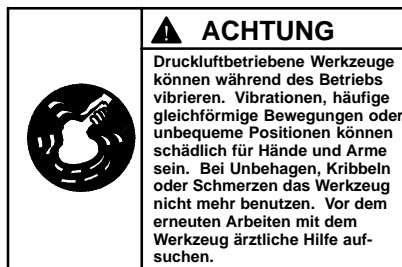 ACHTUNG
Druckluftbetriebene Werkzeuge
können während des Betriebs
vibrieren. Vibrationen, häufige
gleichförmige Bewegungen oder
unbequeme Positionen können
schädlich für Hände und Arme
sein. Bei Unbehagen, Kribbeln
oder Schmerzen das Werkzeug
nicht mehr benutzen. Vor dem
erneuten Arbeiten mit dem
Werkzeug ärztliche Hilfe auf-
suchen.